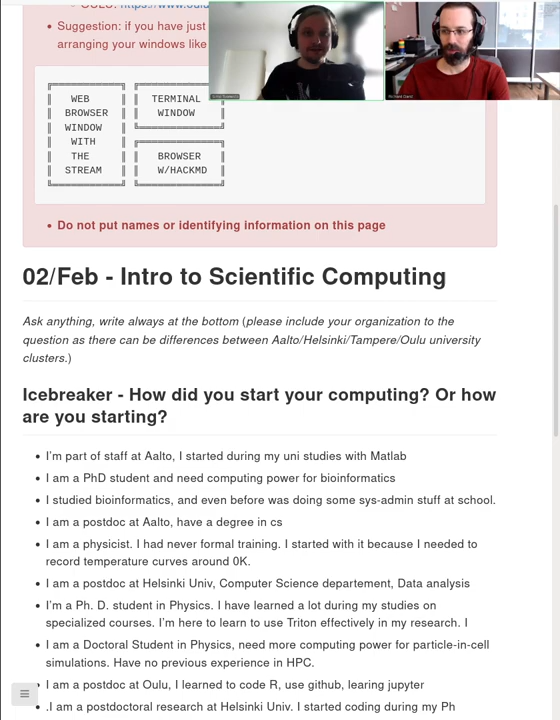 https://www.oulu
• Suggestion: if you have just
arranging your windows like
WEB
BROWSER
WINDOW
WITH
THE
STREAM
TERMINAL
WINDOW
BROWSER
W/HACKMD
• Do not put names or identifying information on this page
02/Feb - Intro to Scientific Computing
Ask anything, write always at the bottom (please include your organization to the
question as there can be differences between Aalto/Helsinki/Tampere/Oulu university
clusters.)
Icebreaker - How did you start your computing? Or how
are you starting?
• I'm part of staff at Aalto, I started during my uni studies with Matlab
• I am a PhD student and need computing power for bioinformatics
• I studied bioinformatics, and even before was doing some sys-admin stuff at school.
• I am a postdoc at Aalto, have a degree in cs
• I am a physicist. I had never formal training. I started with it because I needed to
record temperature curves around 0K.
• I am a postdoc at Helsinki Univ, Computer Science departement, Data analysis
• I'm a Ph. D. student in Physics. I have learned a lot during my studies on
specialized courses. I'm here to learn to use Triton effectively in my research. I
• I am a Doctoral Student in Physics, need more computing power for particle-in-cell
simulations. Have no previous experience in HPC.
• I am a postdoc at Oulu, I learned to code R, use github, learing jupyter
• .I am a postdoctoral research at Helsinki Univ. I started coding during my Ph